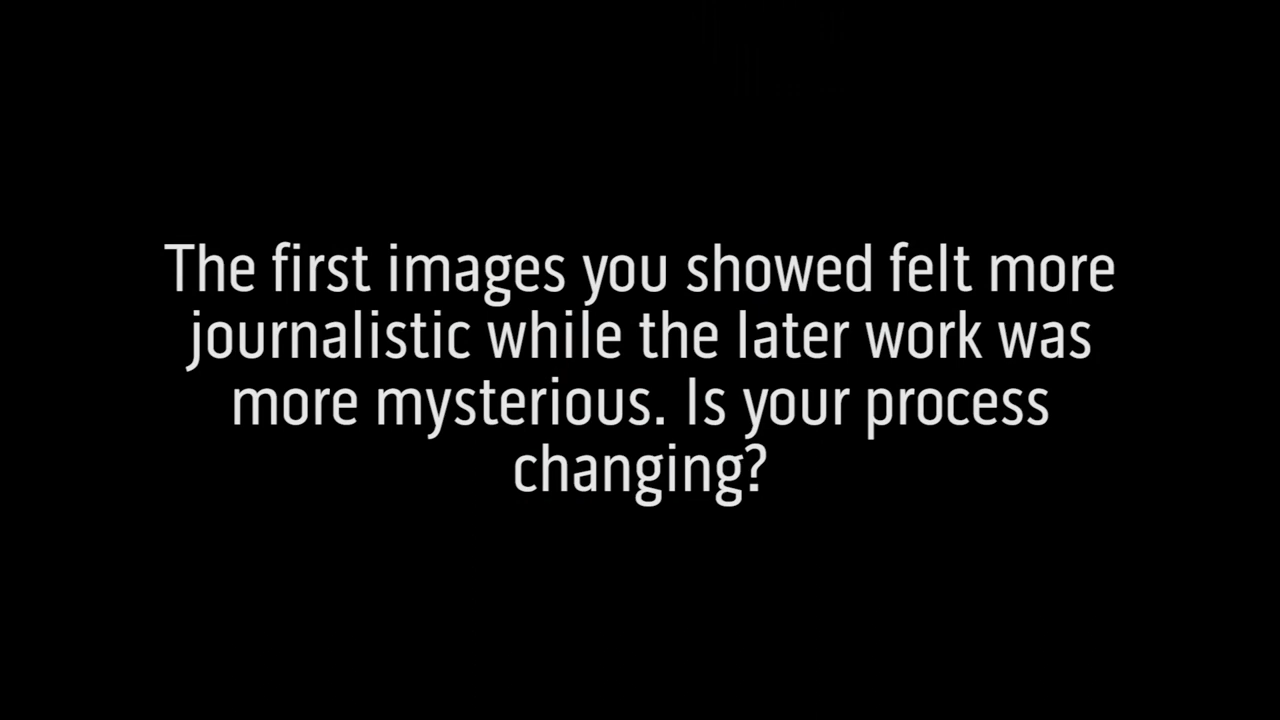 The first images you showed felt more
journalistic while the later work was
more mysterious. Is your process
changing?